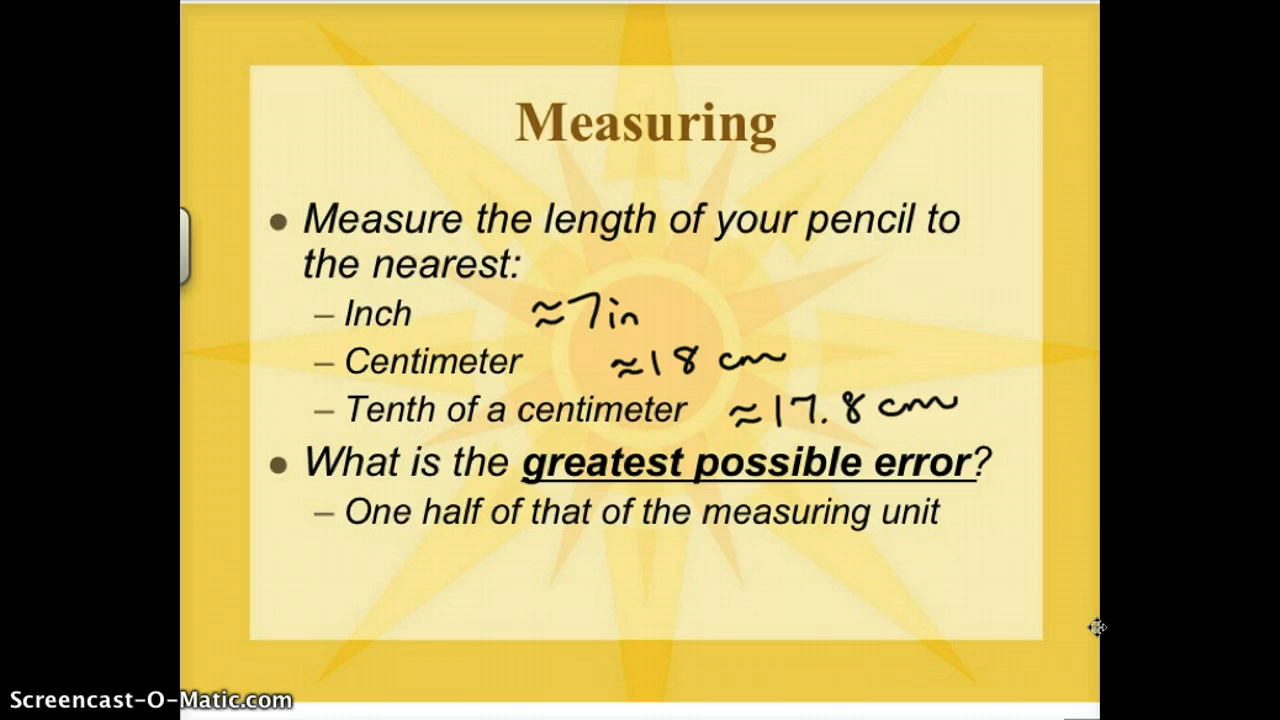 Measuring
• Measure the length of your pencil to
the nearest:
– Inch ≈7in
– Centimeter ≈18 cm
– Tenth of a centimeter ≈17.8 cm
• What is the greatest possible error?
– One half of that of the measuring unit
Screencast-O-Matic.com